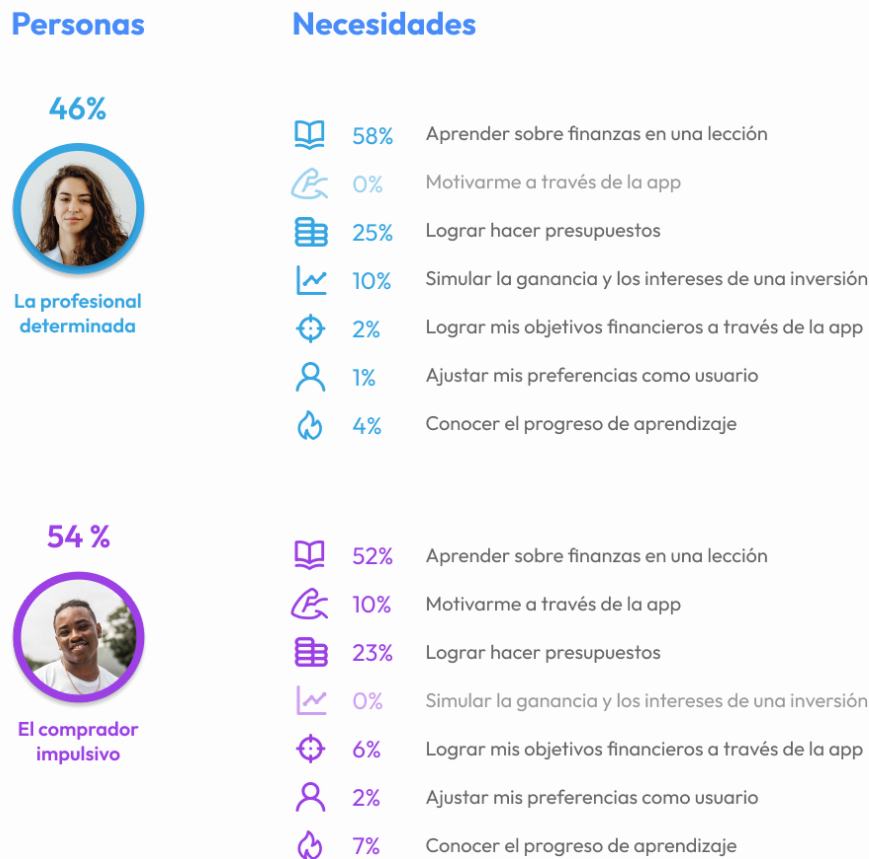 Personas
Necesidades
46%
La profesional
determinada
58% Aprender sobre finanzas en una lección
0% Motivarme a través de la app
25% Lograr hacer presupuestos
10% Simular la ganancia y los intereses de una inversión
2% Lograr mis objetivos financieros a través de la app
1% Ajustar mis preferencias como usuario
4% Conocer el progreso de aprendizaje
54 %
El comprador
impulsivo
52% Aprender sobre finanzas en una lección
10% Motivarme a través de la app
23% Lograr hacer presupuestos
0% Simular la ganancia y los intereses de una inversión
6% Lograr mis objetivos financieros a través de la app
2% Ajustar mis preferencias como usuario
7% Conocer el progreso de aprendizaje